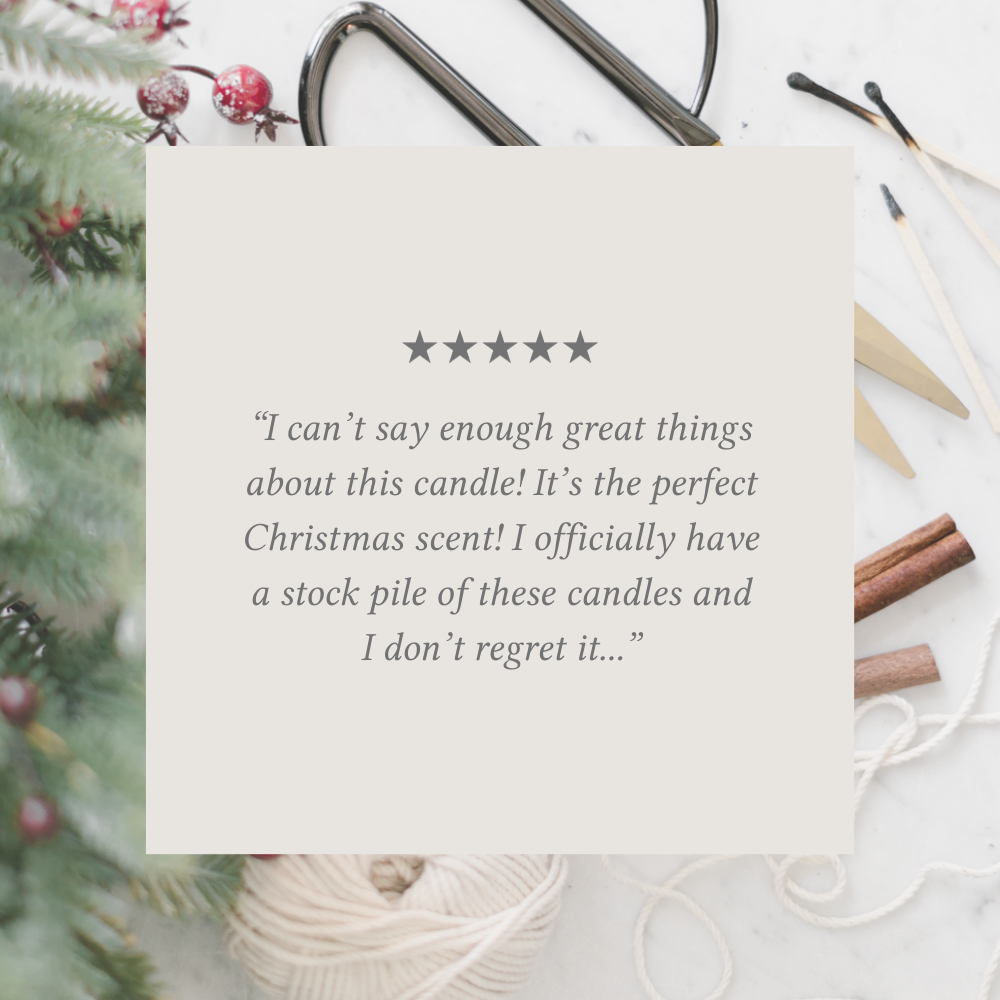 ★★★★★
“I can’t say enough great things
about this candle! It’s the perfect
Christmas scent! I officially have
a stock pile of these candles and
I don’t regret it...”